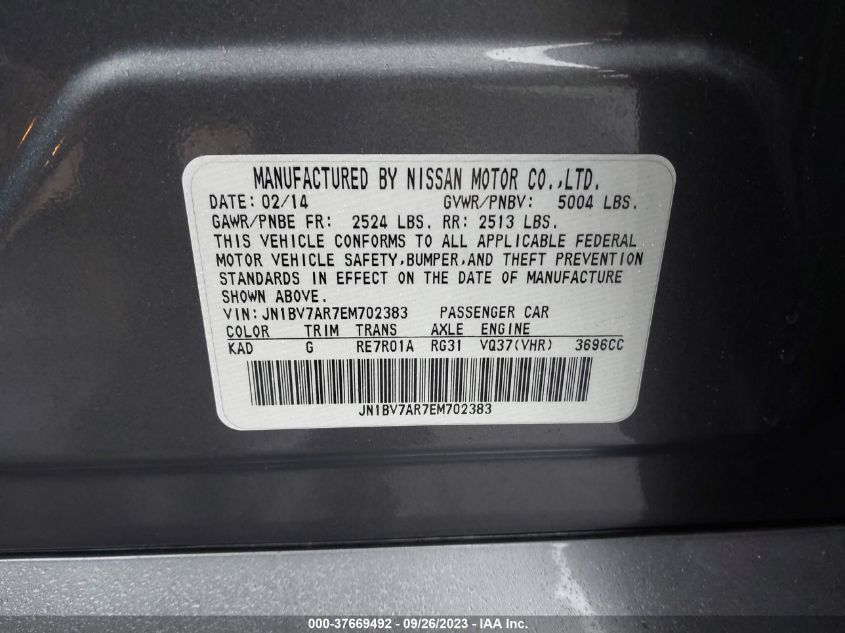 MANUFACTURED BY NISSAN MOTOR CO.,LTD.
DATE: 02/14 GVWR/PNBV: 5004 LBS.
GAWR/PNBE FR: 2524 LBS. RR: 2513 LBS.
THIS VEHICLE CONFORMS TO ALL APPLICABLE FEDERAL
MOTOR VEHICLE SAFETY,BUMPER,AND THEFT PREVENTION
STANDARDS IN EFFECT ON THE DATE OF MANUFACTURE
SHOWN ABOVE.
VIN:JN1BV7AR7EM702383 PASSENGER CAR
COLOR TRIM TRANS AXLE ENGINE
KAD G RE7R01A RG31 VQ37(VHR) 3696CC
JN1BV7AR7EM702383
000-37669492 - 09/26/2023 - IAA Inc.